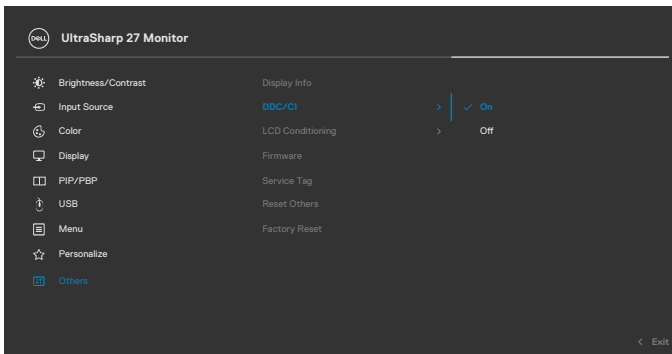 DELL UltraSharp 27 Monitor
Brightness/Contrast Display Info
Input Source DDC/CI > ✓ On
Color LCD Conditioning > Off
Display Firmware
PIP/PBP Service Tag
USB Reset Others
Menu Factory Reset
Personalize
Others
< Exit